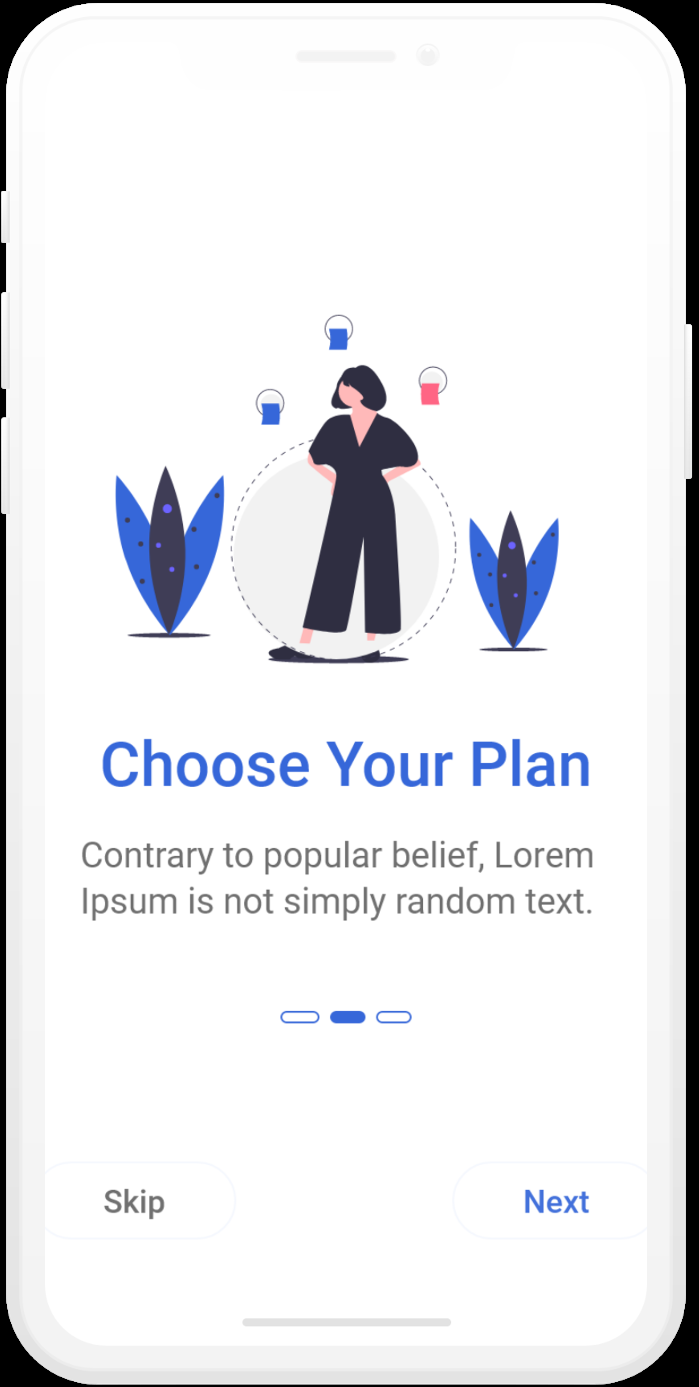 Choose Your Plan
Contrary to popular belief, Lorem
Ipsum is not simply random text.
Skip
Next